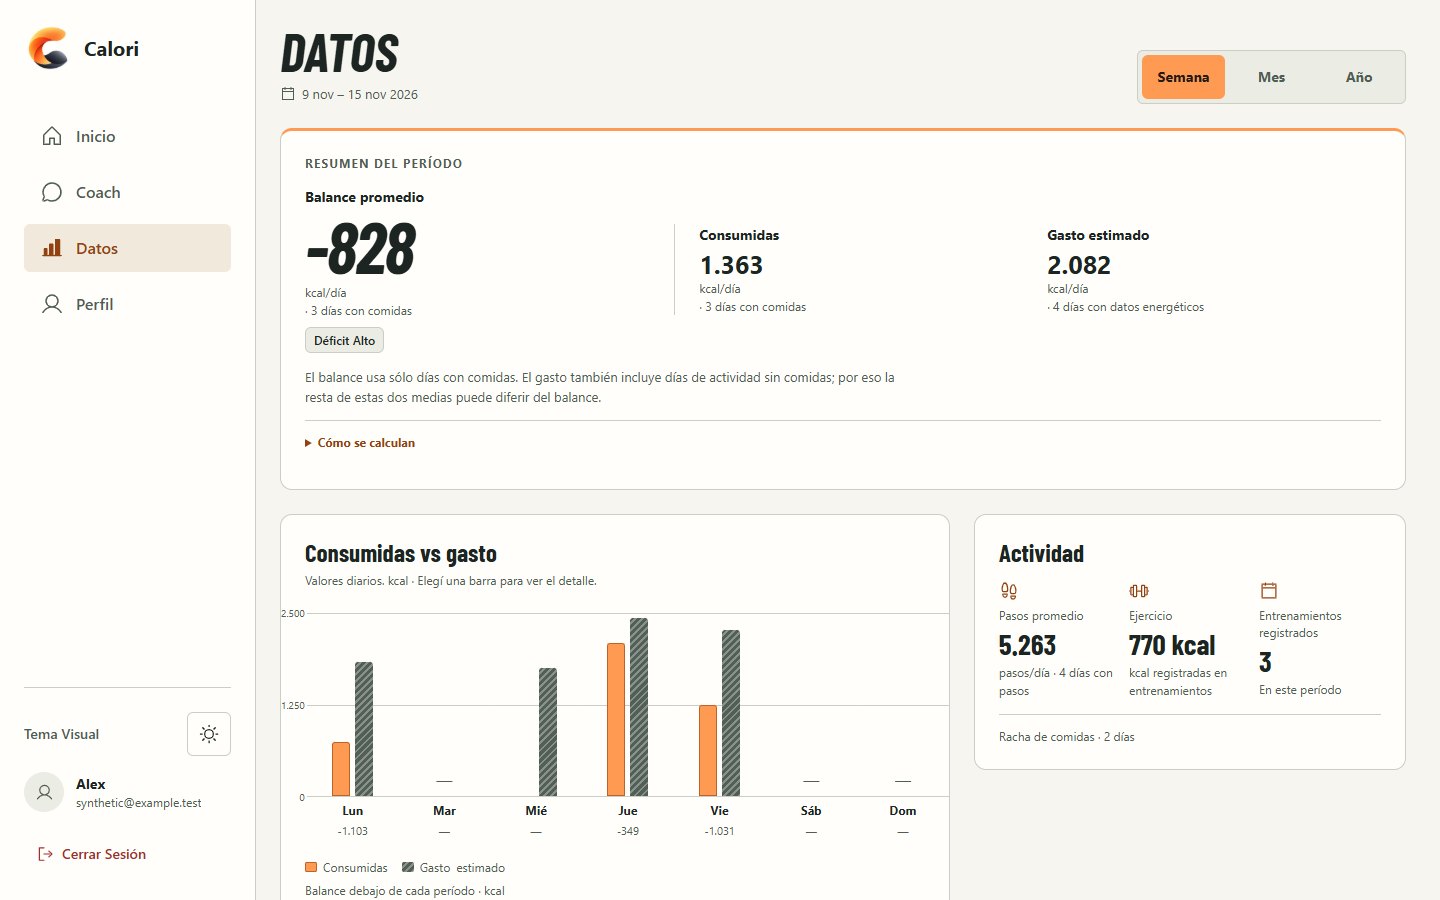 Calori
Inicio
Coach
Datos
Perfil
Tema Visual
Alex
synthetic@example.test
Cerrar Sesión
DATOS
9 nov – 15 nov 2026
Semana
Mes
Año
RESUMEN DEL PERÍODO
Balance promedio
-828
kcal/día
· 3 días con comidas
Déficit Alto
Consumidas
1.363
kcal/día
· 3 días con comidas
Gasto estimado
2.082
kcal/día
· 4 días con datos energéticos
El balance usa sólo días con comidas. El gasto también incluye días de actividad sin comidas; por eso la
resta de estas dos medias puede diferir del balance.
Cómo se calculan
Consumidas vs gasto
Valores diarios. kcal · Elegí una barra para ver el detalle.
2.500
1.250
0
— — —
Lun Mar Mié Jue Vie Sáb Dom
-1.103 — — -349 -1.031 — —
Consumidas Gasto estimado
Balance debajo de cada período · kcal
Actividad
Pasos promedio
5.263
pasos/día · 4 días con
pasos
Ejercicio
770 kcal
kcal registradas en
entrenamientos
Entrenamientos
registrados
3
En este período
Racha de comidas · 2 días